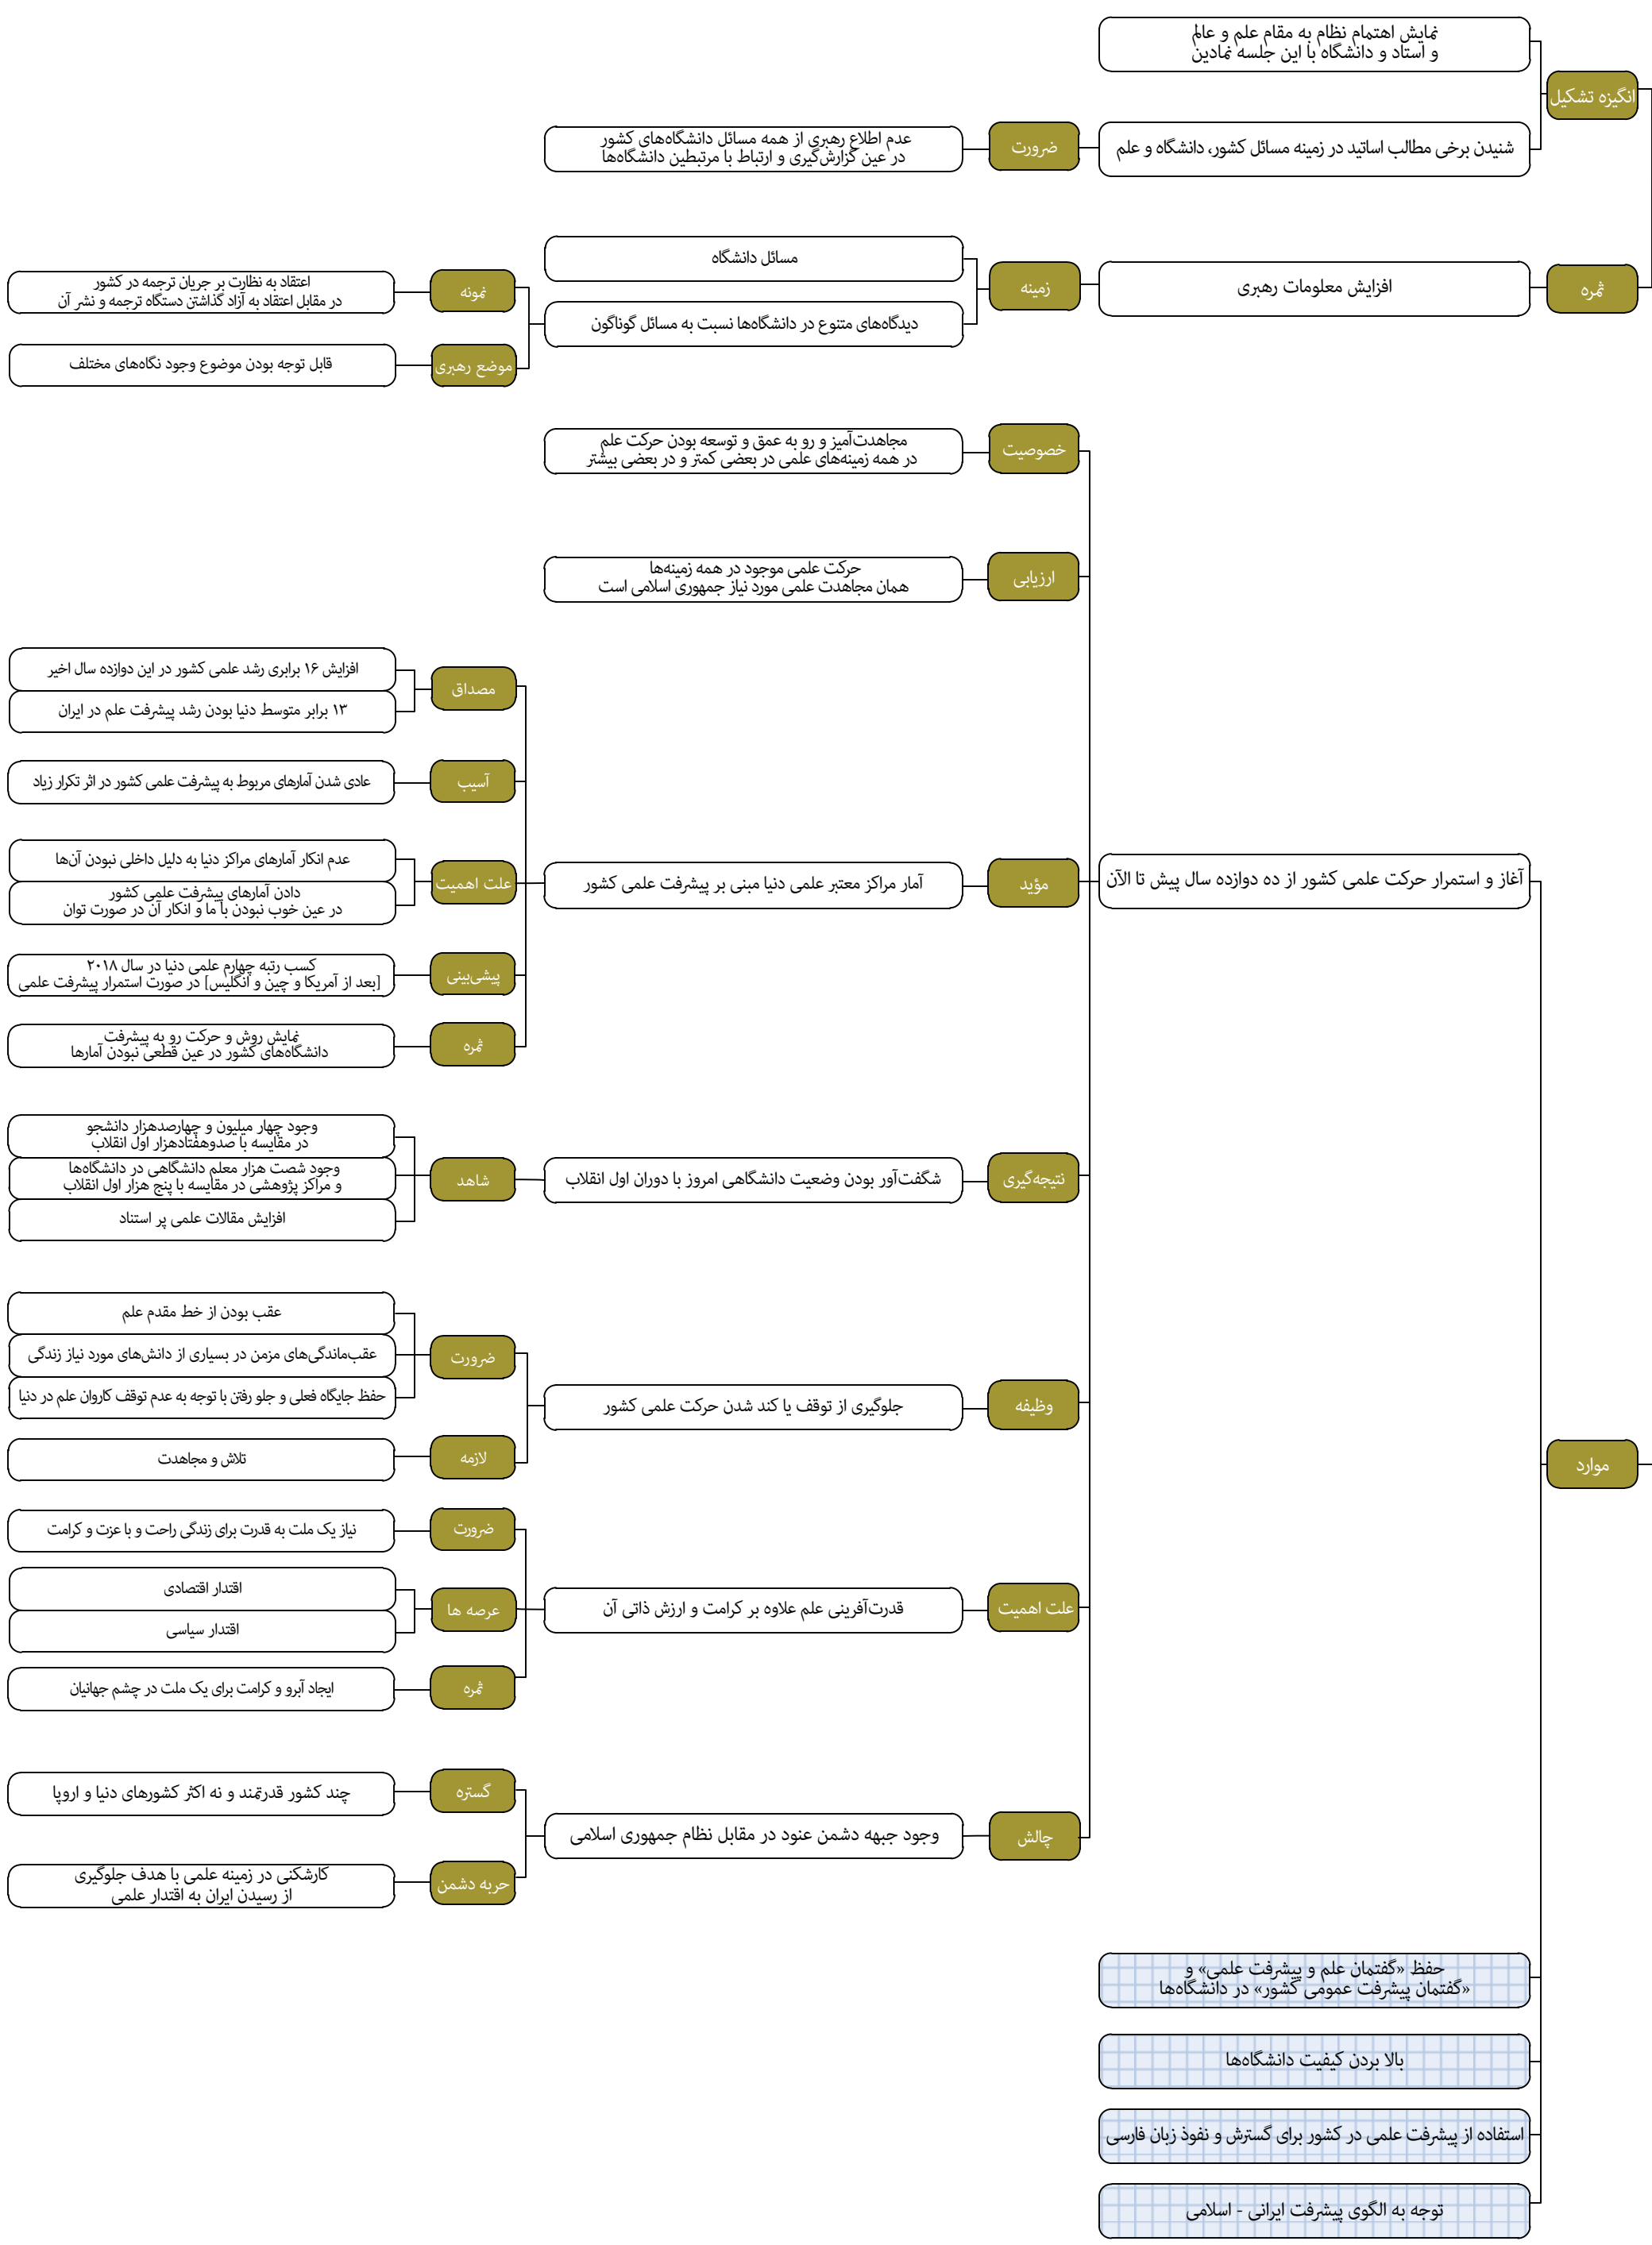 انگیزه تشکیل
نمایش اهتمام نظام به مقام علم و عالم
و استاد و دانشگاه با این جلسه نمادین
شنیدن برخی مطالب اساتید در زمینه مسائل کشور، دانشگاه و علم
ضرورت
عدم اطلاع رهبری از همه مسائل دانشگاه‌های کشور
در عین گزارش‌گیری و ارتباط با مرتبطین دانشگاه‌ها
ثمره
افزایش معلومات رهبری
زمینه
مسائل دانشگاه
دیدگاه‌های متنوع در دانشگاه‌ها نسبت به مسائل گوناگون
نمونه
اعتقاد به نظارت بر جریان ترجمه در کشور
در مقابل اعتقاد به آزاد گذاشتن دستگاه ترجمه و نشر آن
موضع رهبری
قابل توجه بودن موضوع وجود نگاه‌های مختلف
موارد
آغاز و استمرار حرکت علمی کشور از ده دوازده سال پیش تا الآن
خصوصیت
مجاهدت‌آمیز و رو به عمق و توسعه بودن حرکت علم
در همه زمینه‌های علمی در بعضی کمتر و در بعضی بیشتر
ارزیابی
حرکت علمی موجود در همه زمینه‌ها
همان مجاهدت علمی مورد نیاز جمهوری اسلامی است
مؤید
آمار مراکز معتبر علمی دنیا مبنی بر پیشرفت علمی کشور
مصداق
افزایش ۱۶ برابری رشد علمی کشور در این دوازده سال اخیر
۱۳ برابر متوسط دنیا بودن رشد پیشرفت علم در ایران
آسیب
عادی شدن آمارهای مربوط به پیشرفت علمی کشور در اثر تکرار زیاد
علت اهمیت
عدم انکار آمارهای مراکز دنیا به دلیل داخلی نبودن آن‌ها
دادن آمارهای پیشرفت علمی کشور
در عین خوب نبودن با ما و انکار آن در صورت توان
پیشی‌بینی
کسب رتبه چهارم علمی دنیا در سال ۲۰۱۸
[بعد از آمریکا و چین و انگلیس] در صورت استمرار پیشرفت علمی
ثمره
نمایش روش و حرکت رو به پیشرفت
دانشگاه‌های کشور در عین قطعی نبودن آمارها
نتیجه‌گیری
شگفت‌آور بودن وضعیت دانشگاهی امروز با دوران اول انقلاب
شاهد
وجود چهار میلیون و چهارصدهزار دانشجو
در مقایسه با صدوهفتادهزار اول انقلاب
وجود شصت هزار معلم دانشگاهی در دانشگاه‌ها
و مراکز پژوهشی در مقایسه با پنج هزار اول انقلاب
افزایش مقالات علمی پر استناد
وظیفه
جلوگیری از توقف یا کند شدن حرکت علمی کشور
ضرورت
عقب بودن از خط مقدم علم
عقب‌ماندگی‌های مزمن در بسیاری از دانش‌های مورد نیاز زندگی
حفظ جایگاه فعلی و جلو رفتن با توجه به عدم توقف کاروان علم در دنیا
لازمه
تلاش و مجاهدت
علت اهمیت
قدرت‌آفرینی علم علاوه بر کرامت و ارزش ذاتی آن
ضرورت
نیاز یک ملت به قدرت برای زندگی راحت و با عزت و کرامت
عرصه ها
اقتدار اقتصادی
اقتدار سیاسی
ثمره
ایجاد آبرو و کرامت برای یک ملت در چشم جهانیان
چالش
وجود جبهه دشمن عنود در مقابل نظام جمهوری اسلامی
گستره
چند کشور قدرتمند و نه اکثر کشورهای دنیا و اروپا
حربه دشمن
کارشکنی در زمینه علمی با هدف جلوگیری
از رسیدن ایران به اقتدار علمی
حفظ «گفتمان علم و پیشرفت علمی» و
«گفتمان پیشرفت عمومی کشور» در دانشگاه‌ها
بالا بردن کیفیت دانشگاه‌ها
استفاده از پیشرفت علمی در کشور برای گسترش و نفوذ زبان فارسی
توجه به الگوی پیشرفت ایرانی - اسلامی